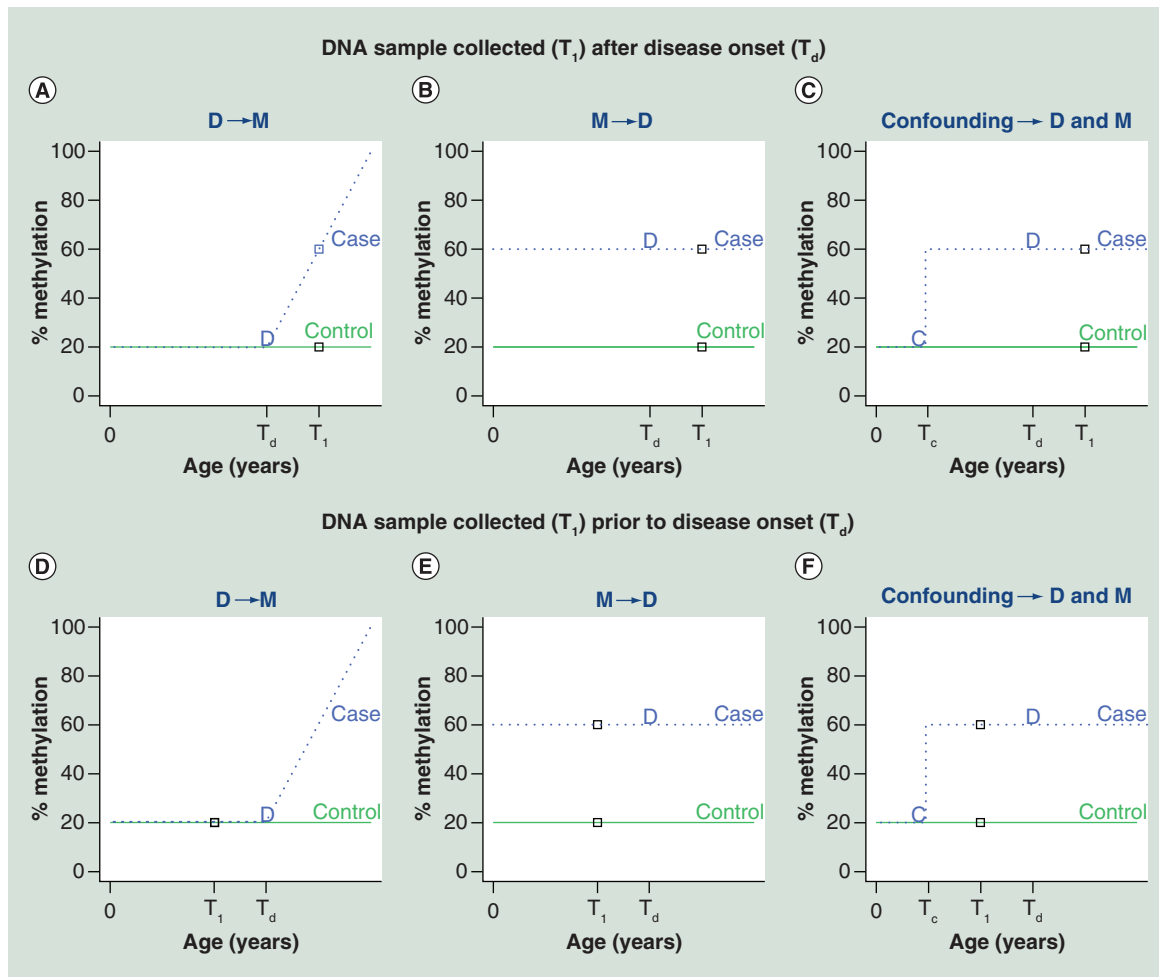 DNA sample collected (T1) after disease onset (Td)
A
B
C
D → M
M → D
Confounding → D and M
% methylation
100
80
60
40
20
0
Case
D
Control
0
Td
T1
Age (years)
% methylation
100
80
60
40
20
0
D
Case
Control
0
Td
T1
Age (years)
% methylation
100
80
60
40
20
0
D
Case
C
Control
0
Tc
Td
T1
Age (years)
DNA sample collected (T1) prior to disease onset (Td)
D
E
F
D → M
M → D
Confounding → D and M
% methylation
100
80
60
40
20
0
Case
D
Control
0
T1
Td
Age (years)
% methylation
100
80
60
40
20
0
D
Case
Control
0
T1
Td
Age (years)
% methylation
100
80
60
40
20
0
D
Case
C
Control
0
Tc
T1
Td
Age (years)